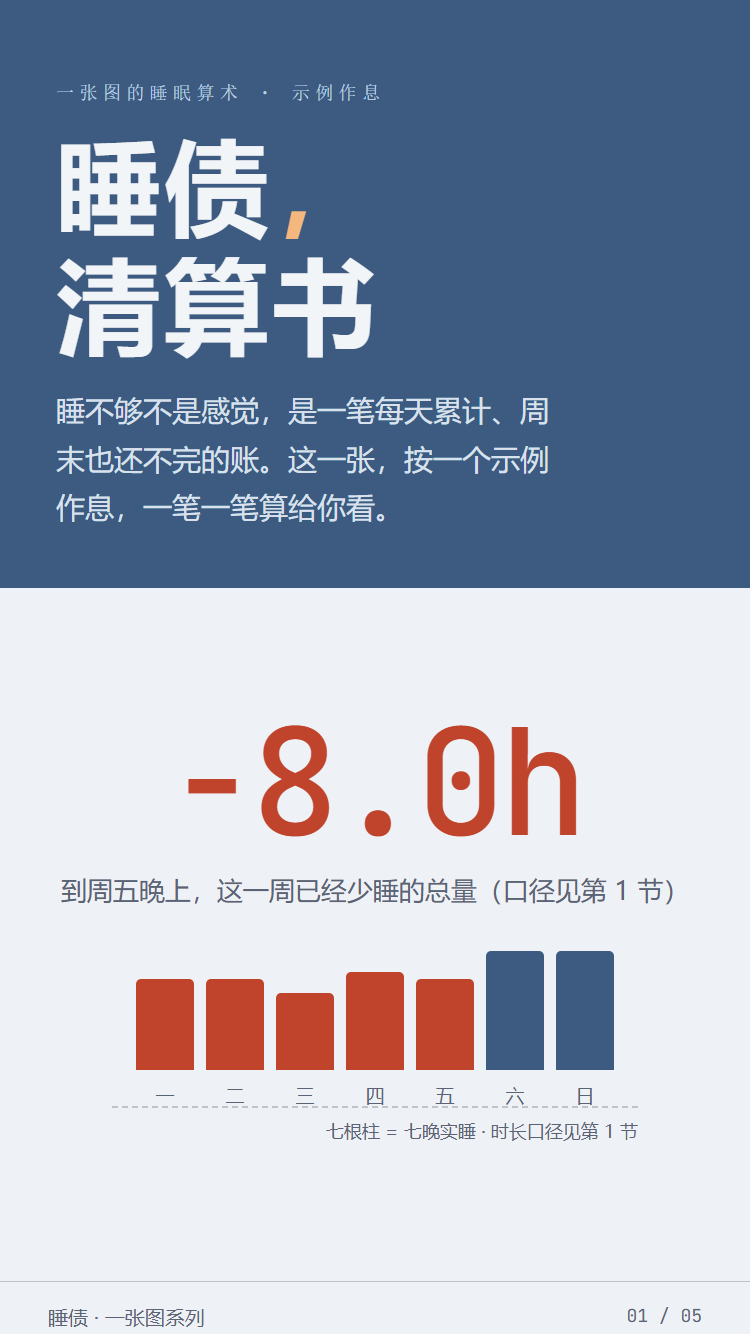 一张图的睡眠算术 · 示例作息
睡债，
清算书
睡不够不是感觉，是一笔每天累计、周
末也还不完的账。这一张，按一个示例
作息，一笔一笔算给你看。
-8.0h
到周五晚上，这一周已经少睡的总量（口径见第 1 节）
一 二 三 四 五 六 日
七根柱 = 七晚实睡 · 时长口径见第 1 节
睡债 · 一张图系列
01 / 05